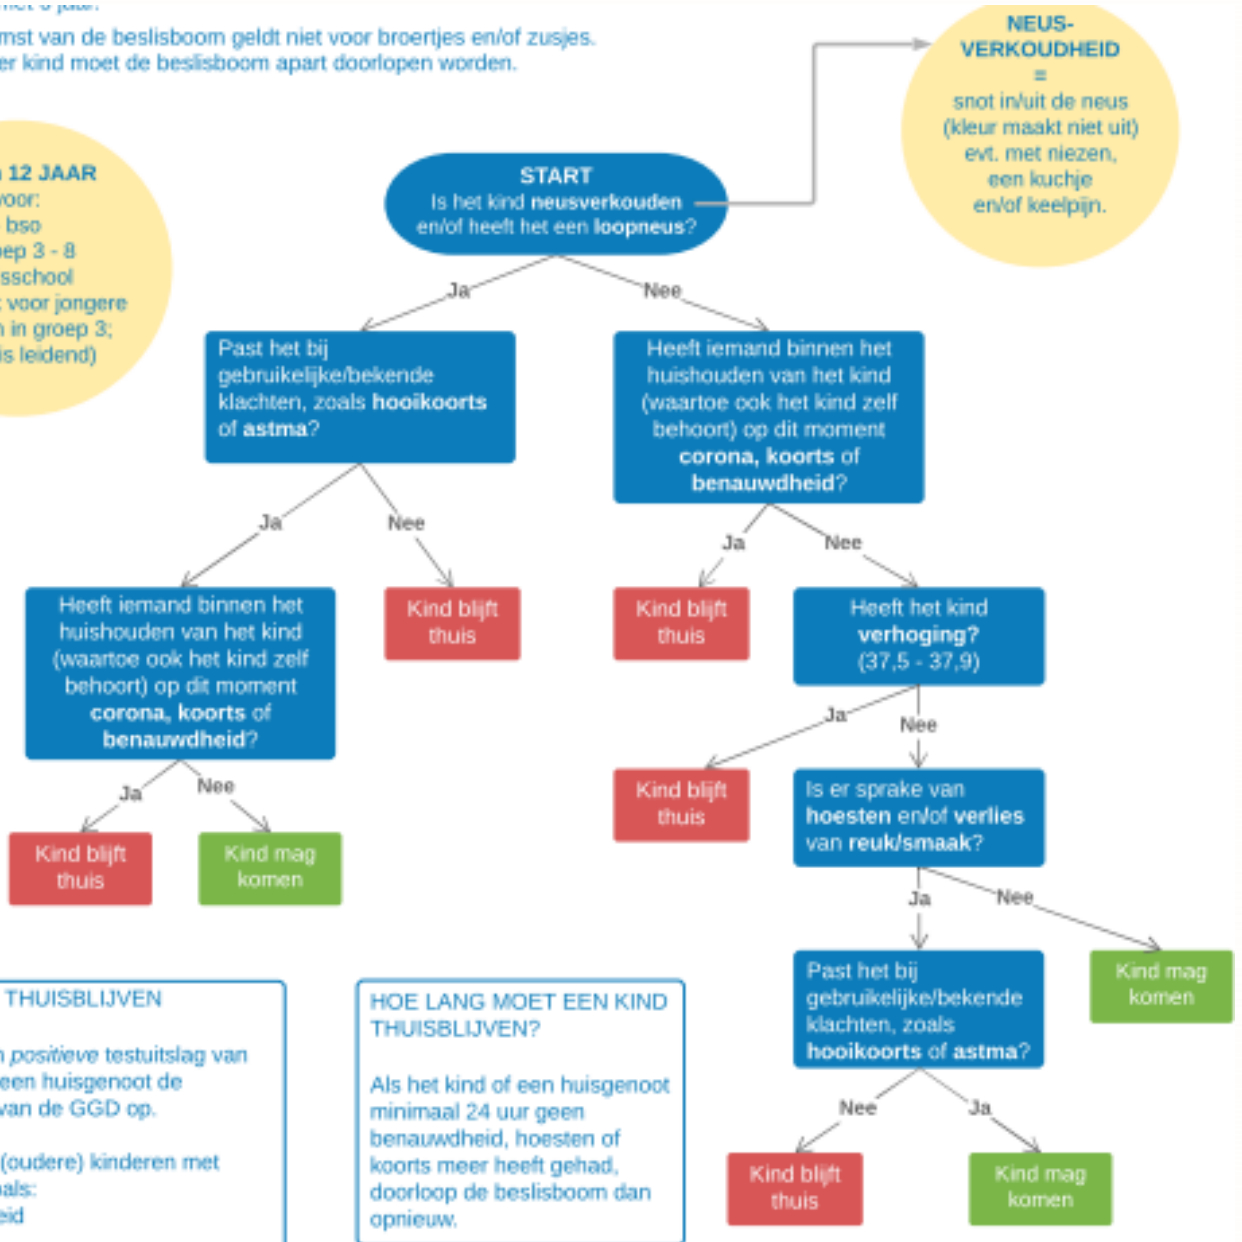 met 6 jaar.
mst van de beslisboom geldt niet voor broertjes en/of zusjes.
er kind moet de beslisboom apart doorlopen worden.
NEUS-
VERKOUDHEID
=
snot in/uit de neus
(kleur maakt niet uit)
evt. met niezen,
een kuchje
en/of keelpijn.
12 JAAR
voor:
bso
ep 3 - 8
sschool
voor jongere
in groep 3;
is leidend)
START
Is het kind neusverkouden
en/of heeft het een loopneus?
Ja
Nee
Past het bij
gebruikelijke/bekende
klachten, zoals hooikoorts
of astma?
Heeft iemand binnen het
huishouden van het kind
(waartoe ook het kind zelf
behoort) op dit moment
corona, koorts of
benauwdheid?
Ja
Nee
Ja
Nee
Heeft iemand binnen het
huishouden van het kind
(waartoe ook het kind zelf
behoort) op dit moment
corona, koorts of
benauwdheid?
Kind blijft
thuis
Kind blijft
thuis
Heeft het kind
verhoging?
(37,5 - 37,9)
Ja
Nee
Ja
Nee
Kind blijft
thuis
Kind mag
komen
Kind blijft
thuis
Is er sprake van
hoesten en/of verlies
van reuk/smaak?
Ja
Nee
Past het bij
gebruikelijke/bekende
klachten, zoals
hooikoorts of astma?
Kind mag
komen
Nee
Ja
Kind blijft
thuis
Kind mag
komen
THUISBLIJVEN
n positieve testuitslag van
een huisgenoot de
van de GGD op.
(oudere) kinderen met
als:
eid
HOE LANG MOET EEN KIND
THUISBLIJVEN?
Als het kind of een huisgenoot
minimaal 24 uur geen
benauwdheid, hoesten of
koorts meer heeft gehad,
doorloop de beslisboom dan
opnieuw.